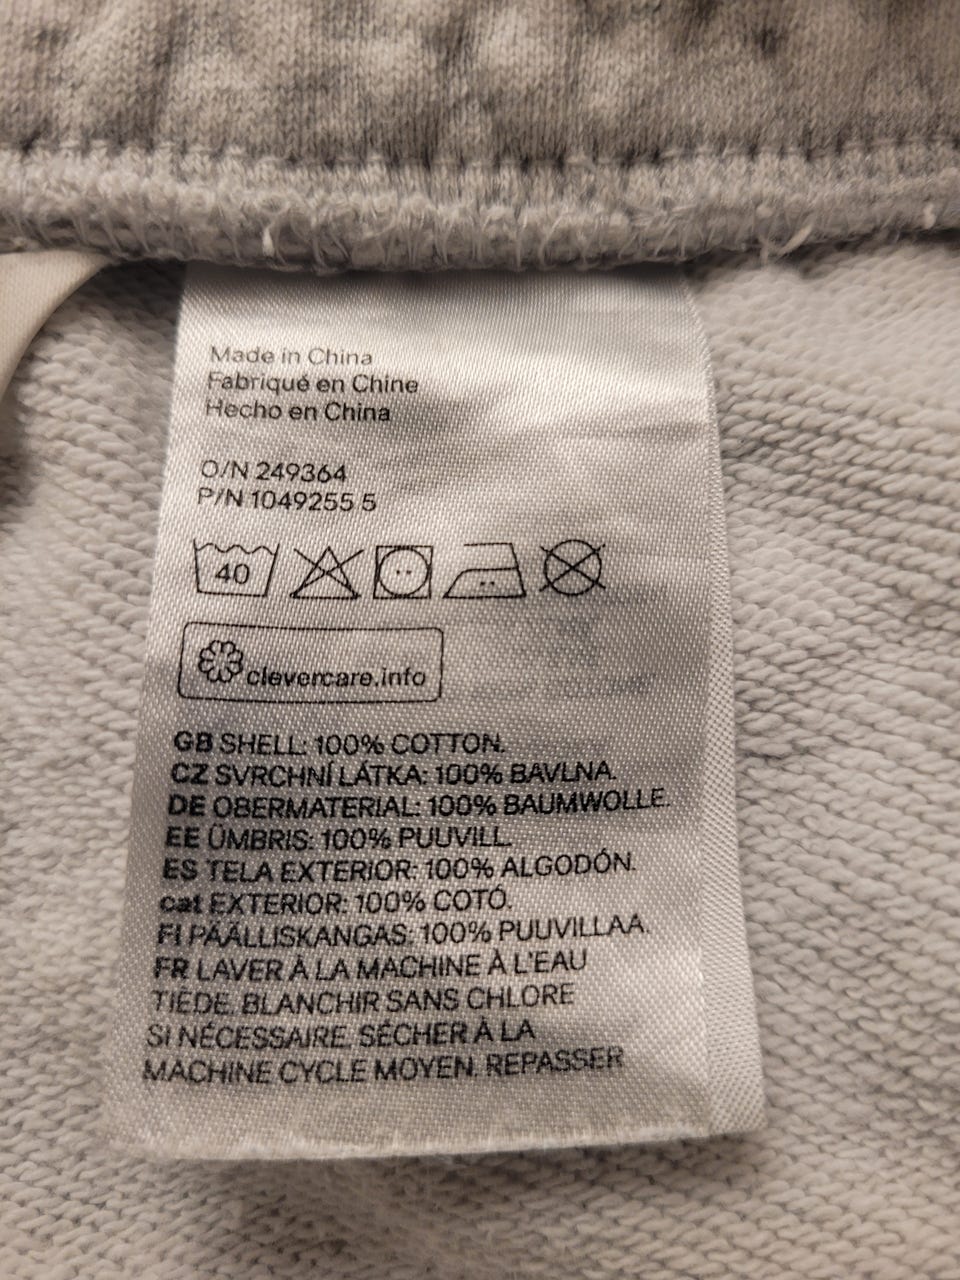 Made in China
Fabriqué en Chine
Hecho en China
O/N 249364
P/N 1049255 5
40
clevercare.info
GB SHELL: 100% COTTON.
CZ SVRCHNÍ LÁTKA: 100% BAVLNA.
DE OBERMATERIAL: 100% BAUMWOLLE.
EE ÜMBRIS: 100% PUUVILL.
ES TELA EXTERIOR: 100% ALGODÓN.
cat EXTERIOR: 100% COTÓ.
FI PÄÄLLISKANGAS: 100% PUUVILLAA.
FR LAVER À LA MACHINE À L'EAU
TIÈDE. BLANCHIR SANS CHLORE
SI NÉCESSAIRE. SÉCHER À LA
MACHINE CYCLE MOYEN. REPASSER